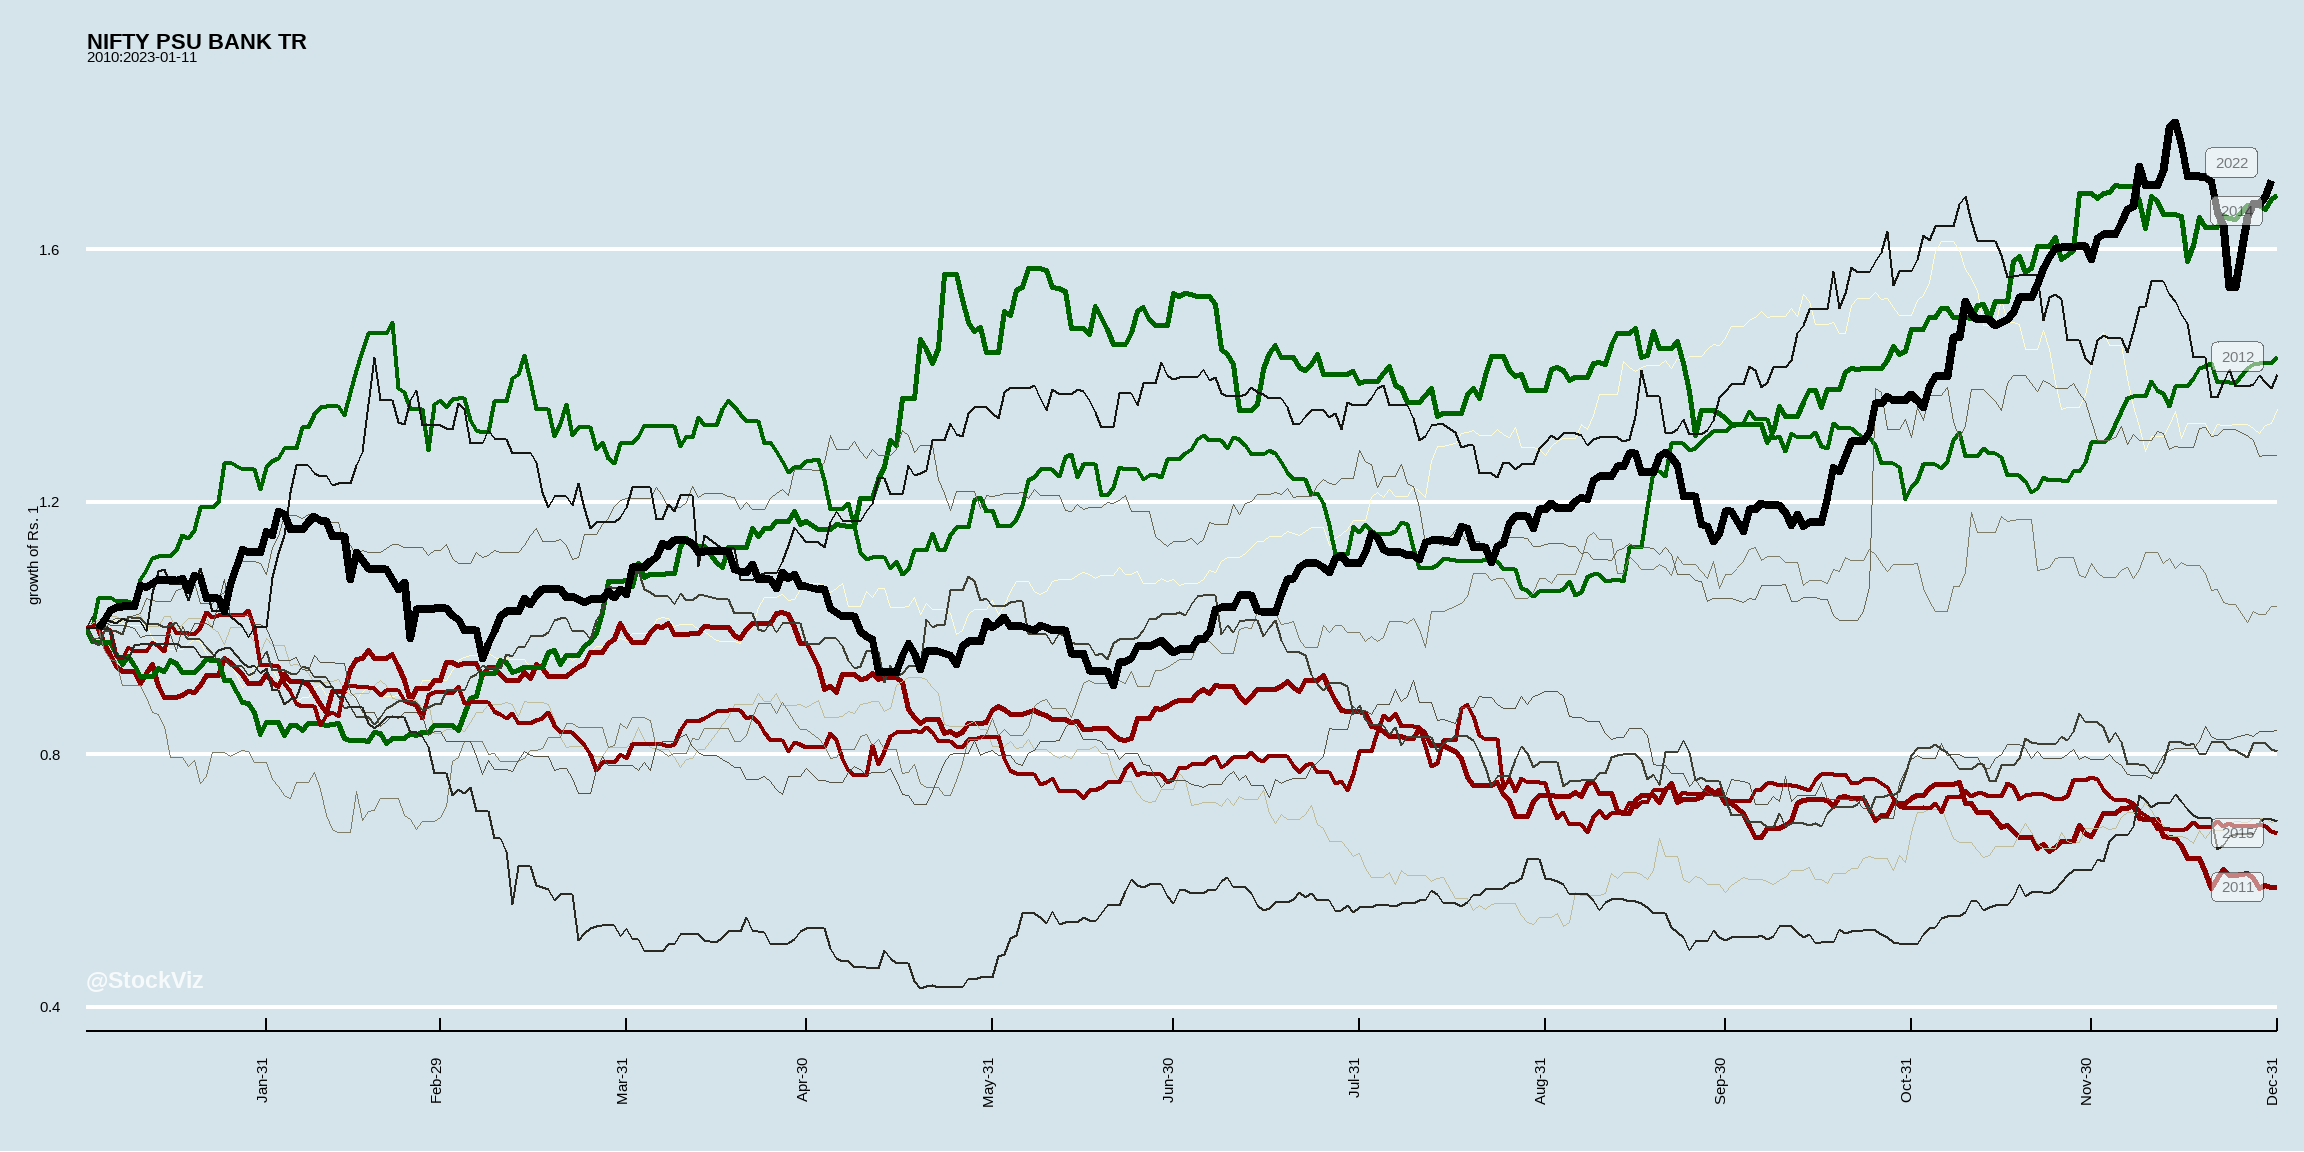 NIFTY PSU BANK TR
2010:2023-01-11
growth of Rs. 1
1.6
1.2
0.8
0.4
2022
2014
2012
2015
2011
@StockViz
Jan-31
Feb-29
Mar-31
Apr-30
May-31
Jun-30
Jul-31
Aug-31
Sep-30
Oct-31
Nov-30
Dec-31